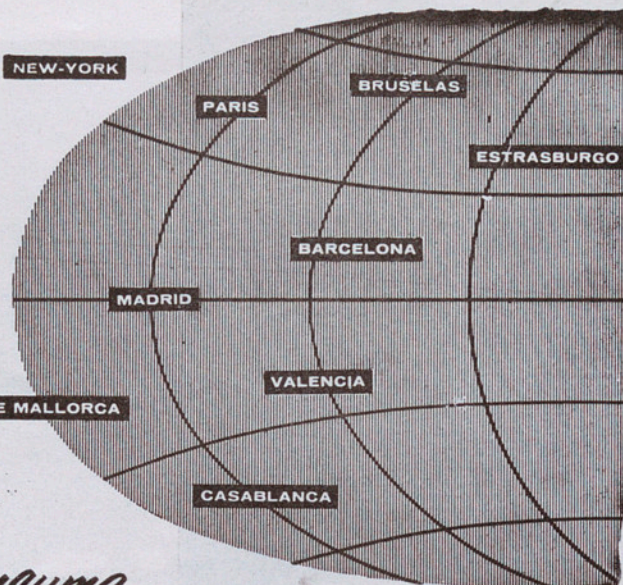 NEW-YORK
BRUSELAS
PARIS
ESTRASBURGO
BARCELONA
MADRID
VALENCIA
E MALLORCA
CASABLANCA